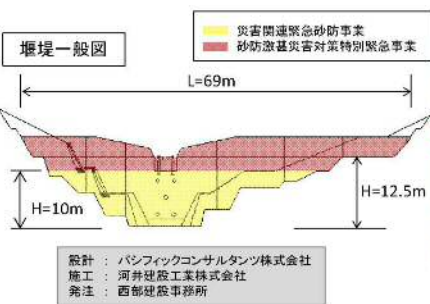 堰堤一般図
災害関連緊急砂防事業
砂防激甚災害対策特別緊急事業
L=69m
H=10m
H=12.5m
設計 : パシフィックコンサルタンツ株式会社
施工 : 河井建設工業株式会社
発注 : 西部建設事務所